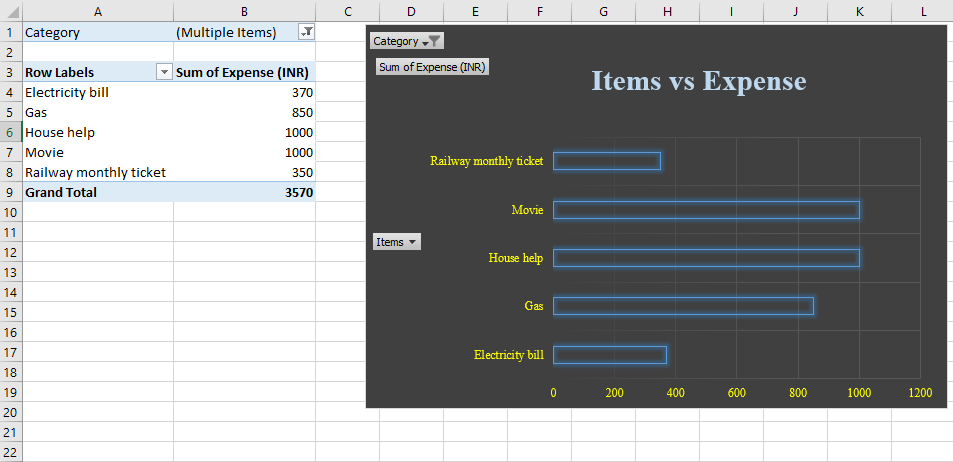 A B C D E F G H I J K L
1 Category (Multiple Items)
2
3 Row Labels Sum of Expense (INR)
4 Electricity bill 370
5 Gas 850
6 House help 1000
7 Movie 1000
8 Railway monthly ticket 350
9 Grand Total 3570
10
11
12
13
14
15
16
17
18
19
20
21
22
Category
Sum of Expense (INR)
Items vs Expense
Railway monthly ticket
Movie
Items
House help
Gas
Electricity bill
0 200 400 600 800 1000 1200